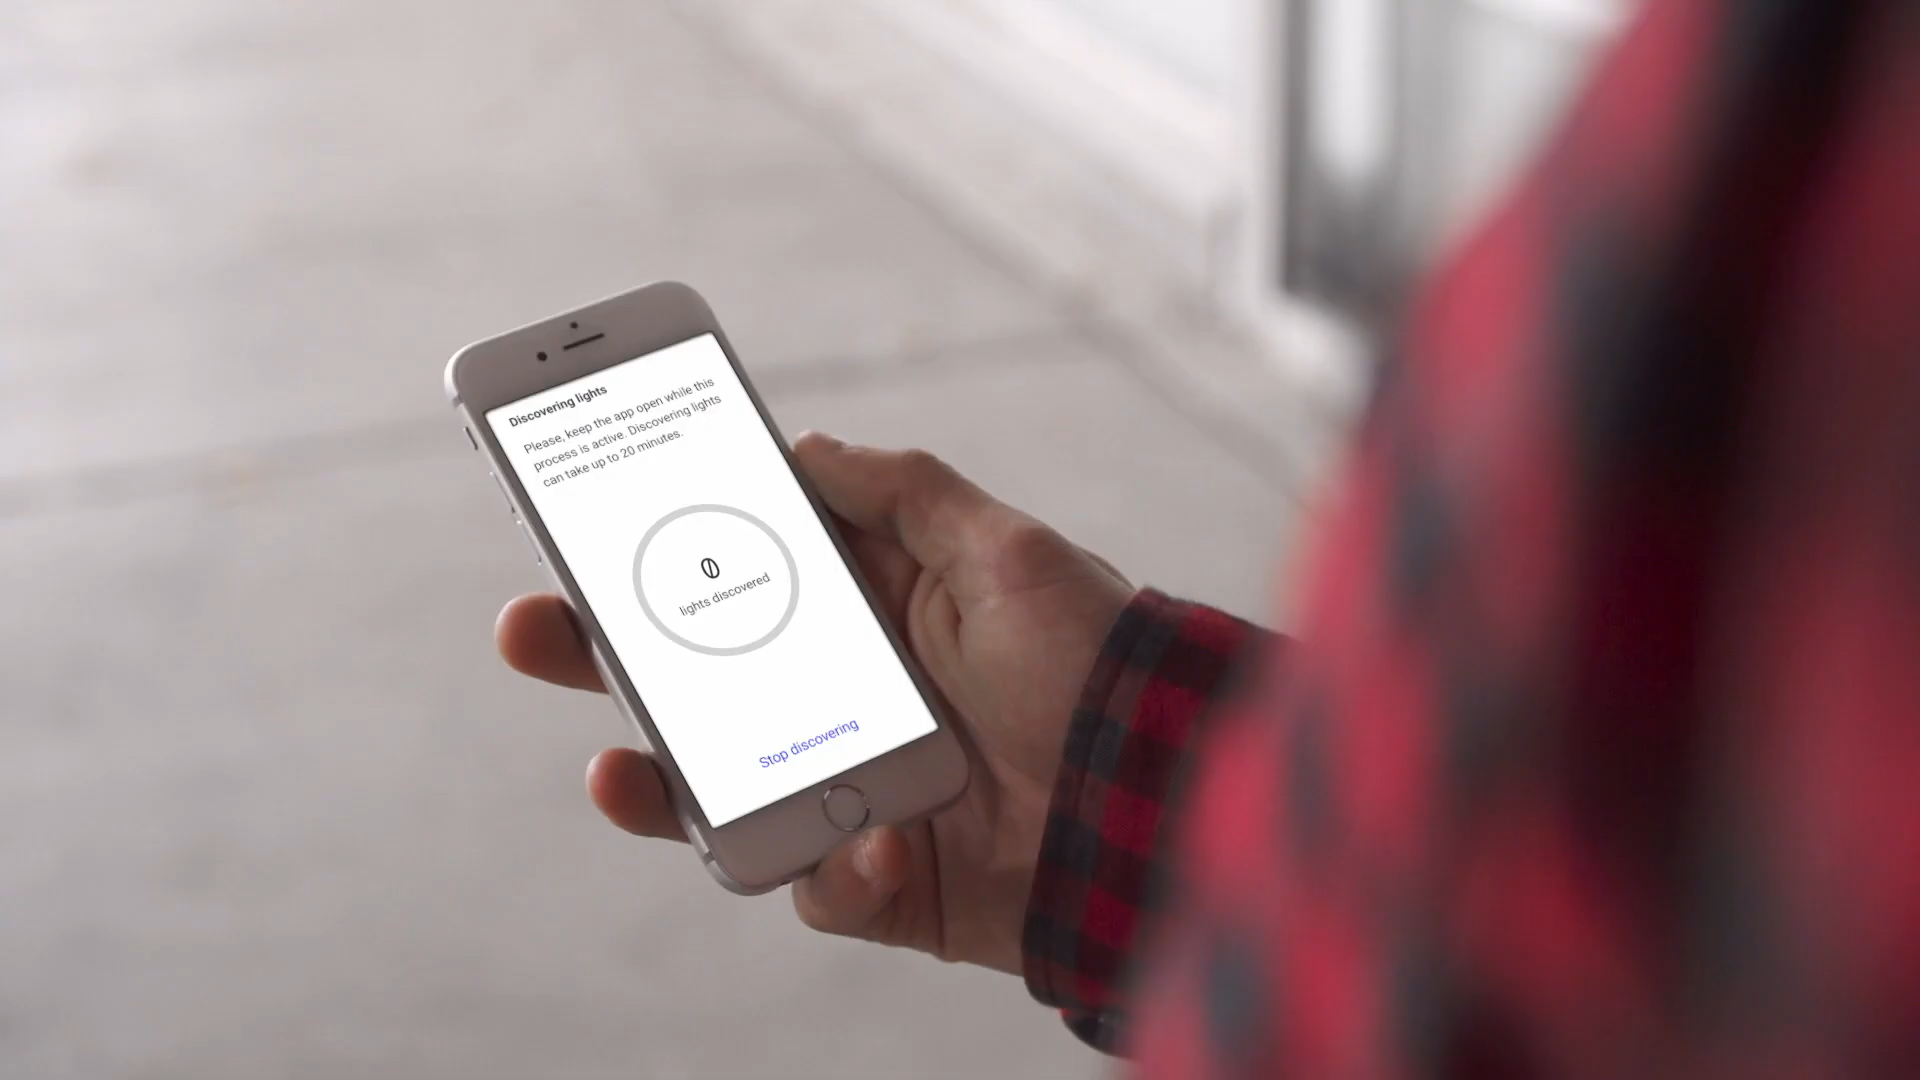 Discovering lights
Please, keep the app open while this
process is active. Discovering lights
can take up to 20 minutes.
0
lights discovered
Stop discovering